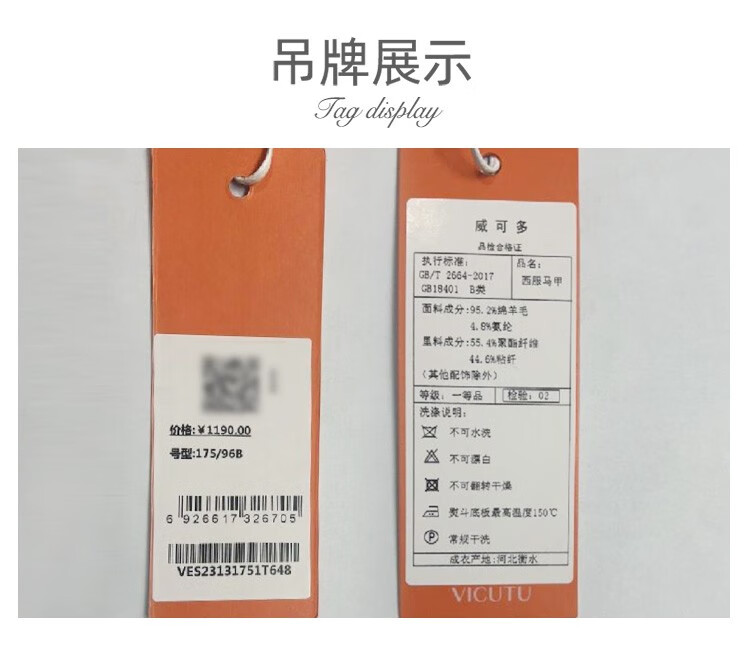 吊牌展示
Tag display
价格:￥1190.00
号型:175/96B
6 926617 326705
VES23131751T648
威可多
品检合格证
执行标准:
GB/T 2664-2017
GB18401 B类
品名:
西服马甲
面料成分:95.2%绵羊毛
4.8%氨纶
里料成分:55.4%聚酯纤维
44.6%粘纤
(其他配饰除外)
等级: 一等品
检验: 02
洗涤说明:
不可水洗
不可漂白
不可翻转干燥
熨斗底板最高温度150℃
P 常规干洗
成衣产地:河北衡水
VICUTU